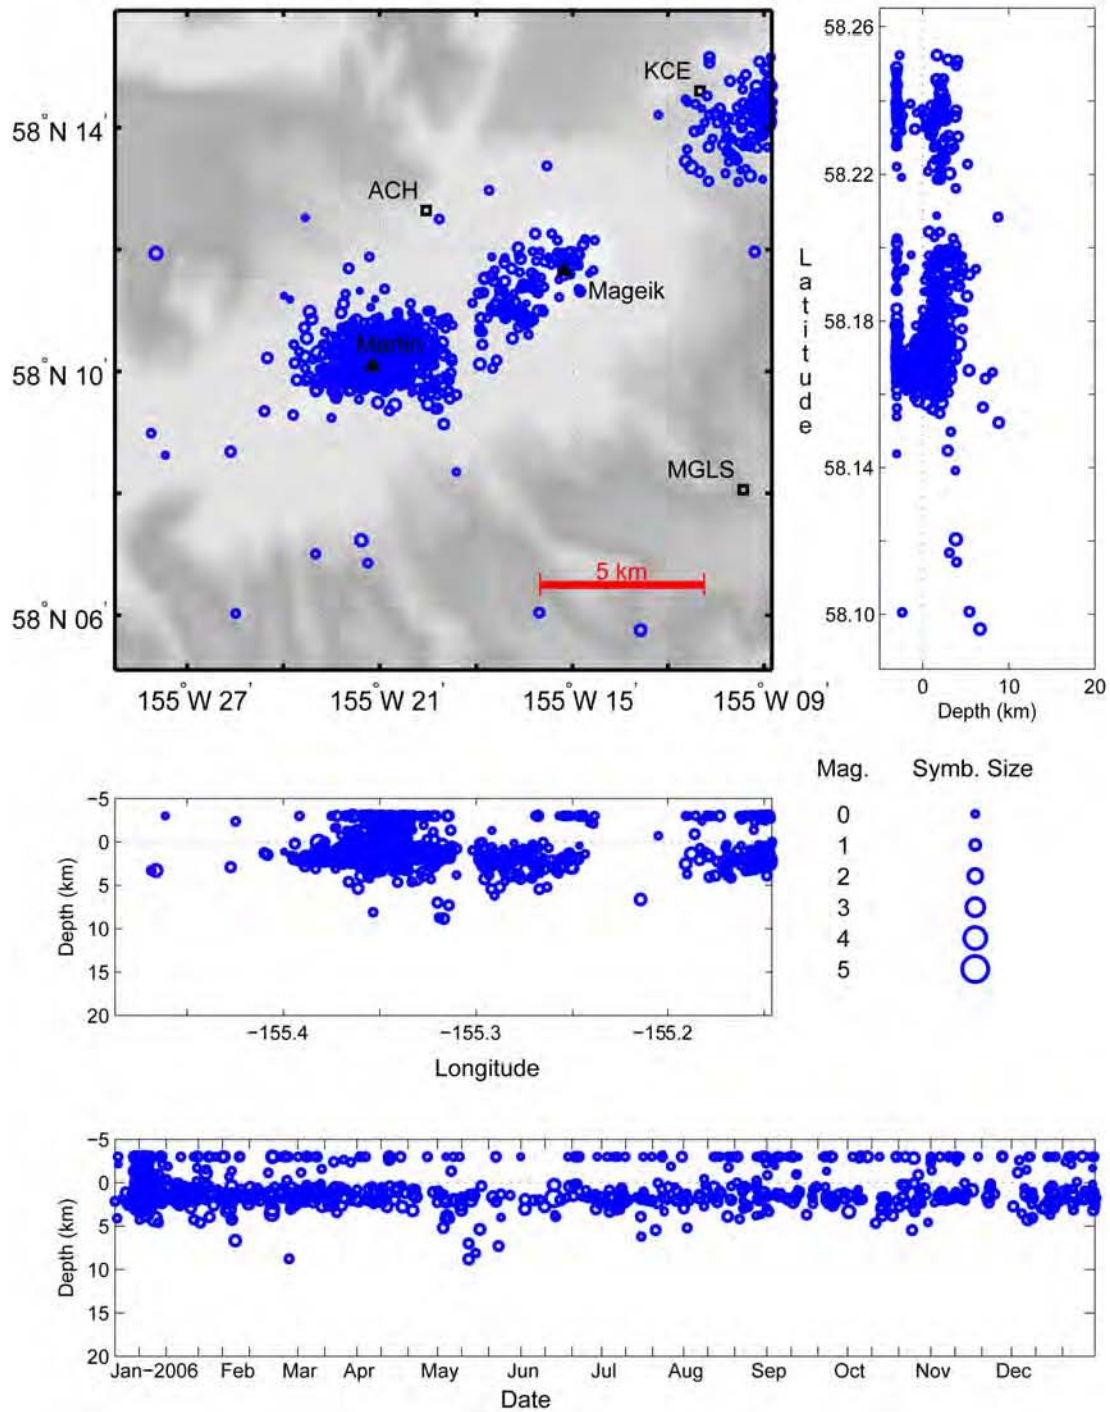 58°N 14'
58°N 10'
58°N 06'
155°W 27'
155°W 21'
155°W 15'
155°W 09'
KCE
ACH
Mageik
Martin
MGLS
5 km
58.26
58.22
58.18
58.14
58.10
Latitude
0
10
20
Depth (km)
Mag.
Symb. Size
0
1
2
3
4
5
−5
0
5
10
15
20
Depth (km)
−155.4
−155.3
−155.2
Longitude
−5
0
5
10
15
20
Depth (km)
Jan−2006
Feb
Mar
Apr
May
Jun
Jul
Aug
Sep
Oct
Nov
Dec
Date